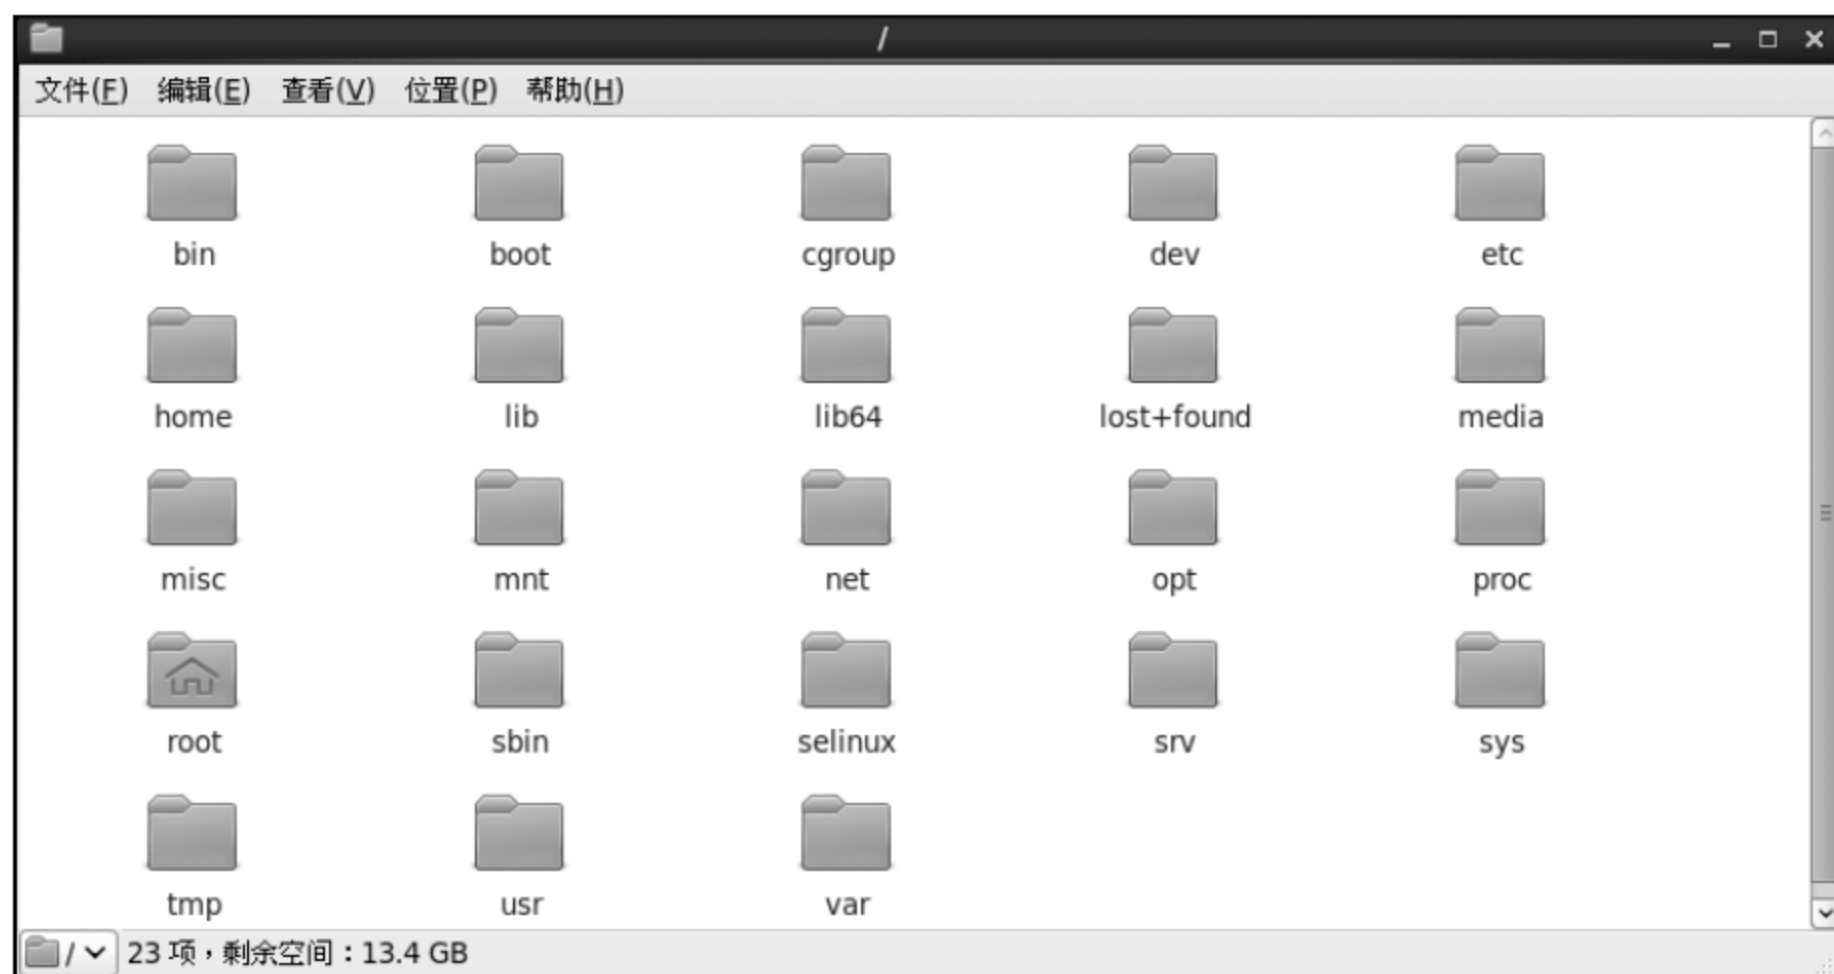 /
文件(F) 编辑(E) 查看(V) 位置(P) 帮助(H)
bin boot cgroup dev etc
home lib lib64 lost+found media
misc mnt net opt proc
root sbin selinux srv sys
tmp usr var
/ 23 项，剩余空间：13.4 GB